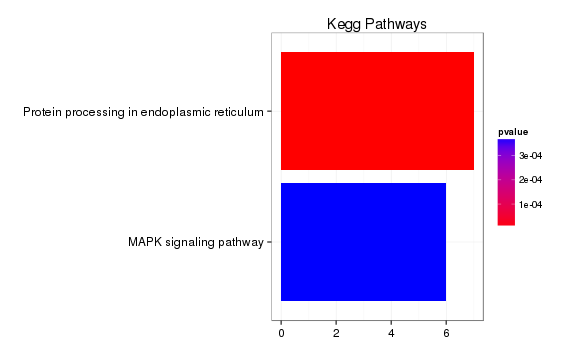 Kegg Pathways
Protein processing in endoplasmic reticulum
MAPK signaling pathway
0 2 4 6
pvalue
3e-04
2e-04
1e-04